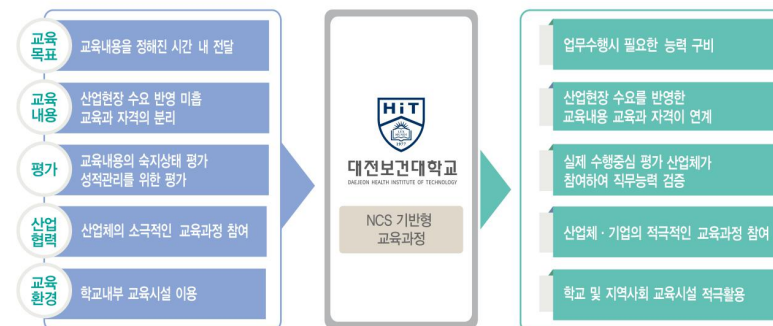 교육
목표
교육내용을 정해진 시간 내 전달
교육
내용
산업현장 수요 반영 미흡
교육과 자격의 분리
평가
교육내용의 숙지상태 평가
성적관리를 위한 평가
산업
협력
산업체의 소극적인 교육과정 참여
교육
환경
학교내부 교육시설 이용
HiT
1977
대전보건대학교
DAEJEON HEALTH INSTITUTE OF TECHNOLOGY
NCS 기반형
교육과정
업무수행시 필요한 능력 구비
산업현장 수요를 반영한
교육내용 교육과 자격이 연계
실제 수행중심 평가 산업체가
참여하여 직무능력 검증
산업체·기업의 적극적인 교육과정 참여
학교 및 지역사회 교육시설 적극활용